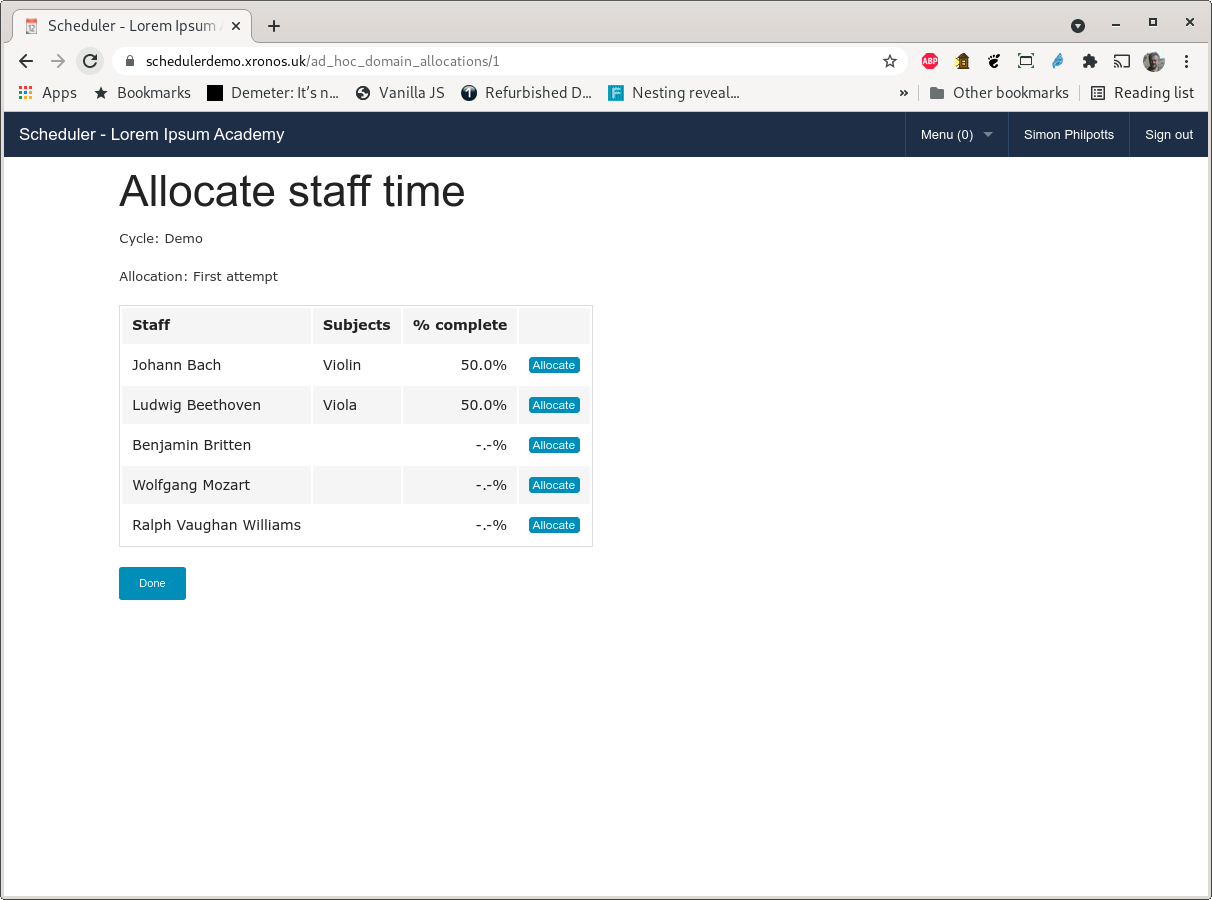 Scheduler - Lorem Ipsum
schedulerdemo.xronos.uk/ad_hoc_domain_allocations/1
ABP
Apps Bookmarks Demeter: It’s n... Vanilla JS Refurbished D... Nesting reveal... » Other bookmarks Reading list
Scheduler - Lorem Ipsum Academy Menu (0) Simon Philpotts Sign out
Allocate staff time
Cycle: Demo
Allocation: First attempt
Staff Subjects % complete
Johann Bach Violin 50.0% Allocate
Ludwig Beethoven Viola 50.0% Allocate
Benjamin Britten -.-% Allocate
Wolfgang Mozart -.-% Allocate
Ralph Vaughan Williams -.-% Allocate
Done